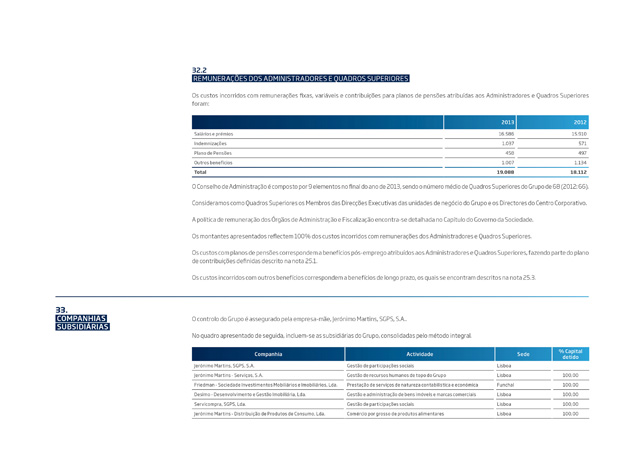 32.2
REMUNERAÇÕES DOS ADMINISTRADORES E QUADROS SUPERIORES
Os custos incorridos com remunerações fixas, variáveis e contribuições para planos de pensões atribuídas aos Administradores e Quadros Superiores
foram:
2013 2012
Salários e prémios 16.586 15.910
Indemnizações 1.037 571
Plano de Pensões 458 497
Outros benefícios 1.007 1.134
Total 19.088 18.112
O Conselho de Administração é composto por 9 elementos no final do ano de 2013, sendo o número médio de Quadros Superiores do Grupo de 68 (2012: 66).
Consideramos como Quadros Superiores os Membros das Direcções Executivas das unidades de negócio do Grupo e os Directores do Centro Corporativo.
A política de remuneração dos Órgãos de Administração e Fiscalização encontra-se detalhada no Capítulo do Governo da Sociedade.
Os montantes apresentados reflectem 100% dos custos incorridos com remunerações dos Administradores e Quadros Superiores.
Os custos com planos de pensões correspondem a benefícios pós-emprego atribuídos aos Administradores e Quadros Superiores, fazendo parte do plano
de contribuições definidas descrito na nota 25.1.
Os custos incorridos com outros benefícios correspondem a benefícios de longo prazo, os quais se encontram descritos na nota 25.3.
33.
COMPANHIAS
SUBSIDIÁRIAS
O controlo do Grupo é assegurado pela empresa-mãe, Jerónimo Martins, SGPS, S.A..
No quadro apresentado de seguida, incluem-se as subsidiárias do Grupo, consolidadas pelo método integral
Companhia Actividade Sede % Capital detido
Jerónimo Martins, SGPS, S.A. Gestão de participações sociais Lisboa
Jerónimo Martins - Serviços, S.A. Gestão de recursos humanos de topo do Grupo Lisboa 100,00
Friedman - Sociedade Investimentos Mobiliários e Imobiliários, Lda. Prestação de serviços de natureza contabilística e económica Funchal 100,00
Desimo - Desenvolvimento e Gestão Imobiliária, Lda. Gestão e administração de bens imóveis e marcas comerciais Lisboa 100,00
Servicompra, SGPS, Lda. Gestão de participações sociais Lisboa 100,00
Jerónimo Martins - Distribuição de Produtos de Consumo, Lda. Comércio por grosso de produtos alimentares Lisboa 100,00